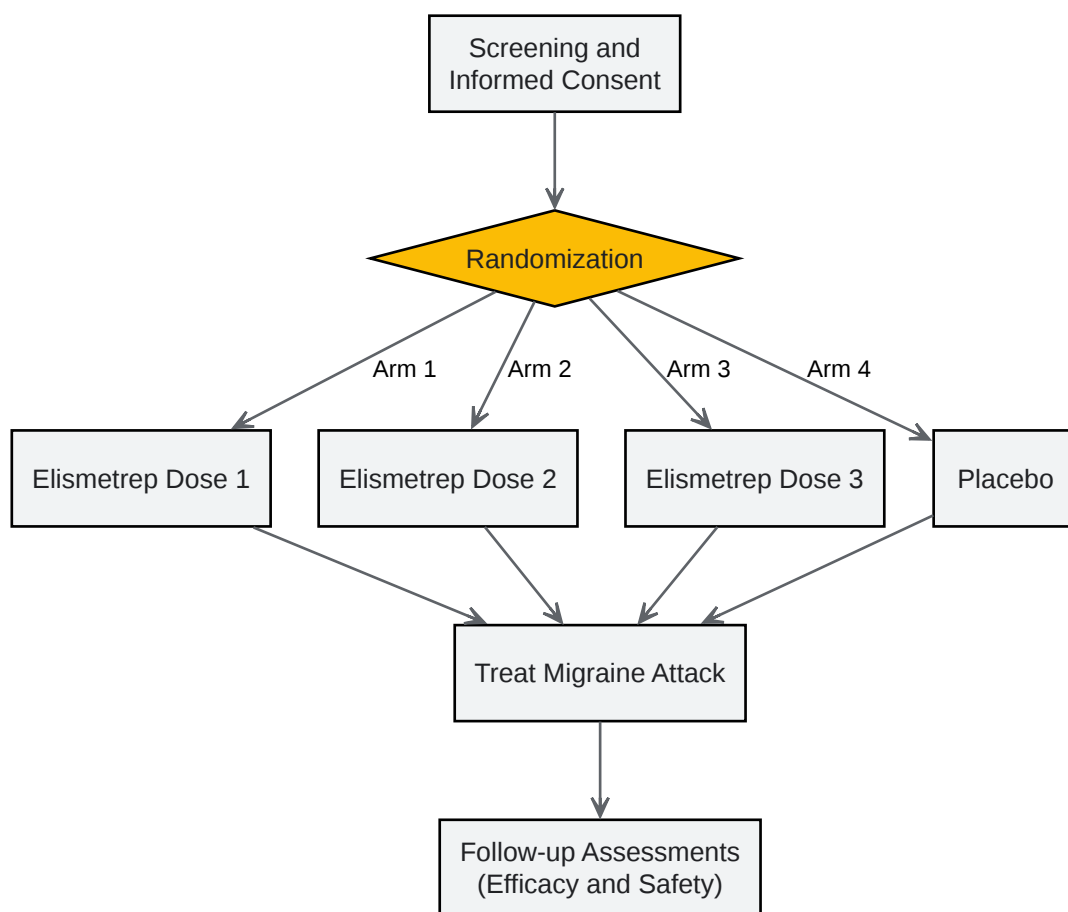 Screening and
Informed Consent
Randomization
Arm 1
Arm 2
Arm 3
Arm 4
Elismetrep Dose 1
Elismetrep Dose 2
Elismetrep Dose 3
Placebo
Treat Migraine Attack
Follow-up Assessments
(Efficacy and Safety)